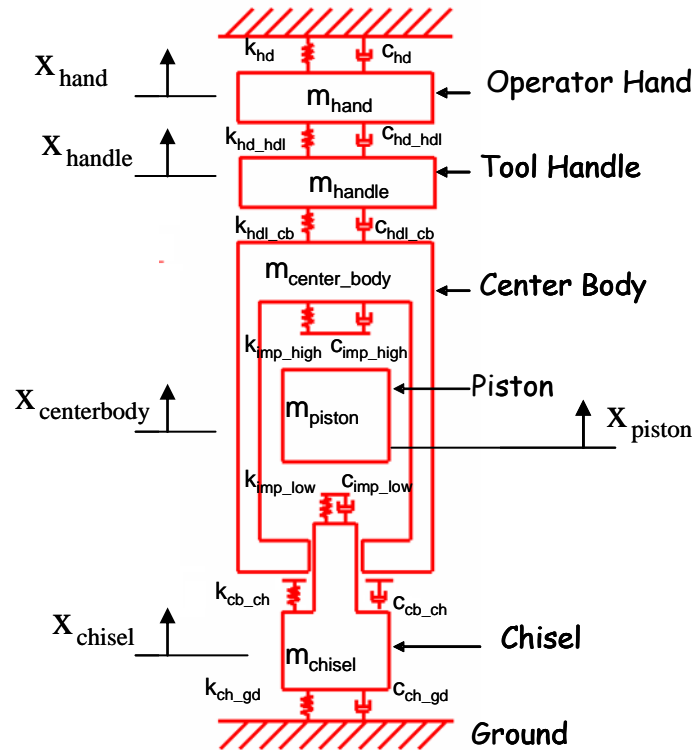 k_hd c_hd
x_hand
m_hand
Operator Hand
k_hd_hdl c_hd_hdl
x_handle
m_handle
Tool Handle
k_hdl_cb c_hdl_cb
m_center_body
Center Body
k_imp_high c_imp_high
x_centerbody
m_piston
Piston
x_piston
k_imp_low c_imp_low
k_cb_ch c_cb_ch
x_chisel
m_chisel
Chisel
k_ch_gd c_ch_gd
Ground